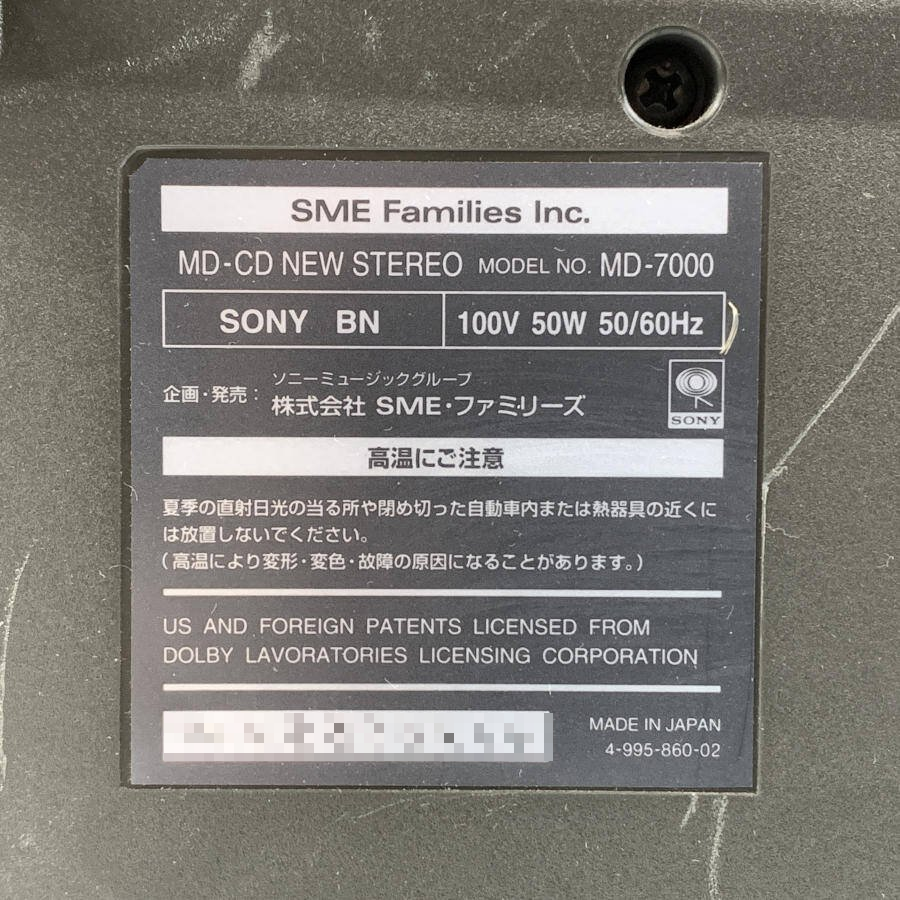 SME Families Inc.
MD-CD NEW STEREO MODEL NO. MD-7000
SONY BN 100V 50W 50/60Hz
ソニーミュージックグループ
企画・発売： 株式会社 SME・ファミリーズ
SONY
高温にご注意
夏季の直射日光の当る所や閉め切った自動車内または熱器具の近くに
は放置しないでください。
（高温により変形・変色・故障の原因になることがあります。）
US AND FOREIGN PATENTS LICENSED FROM
DOLBY LAVORATORIES LICENSING CORPORATION
MADE IN JAPAN
4-995-860-02